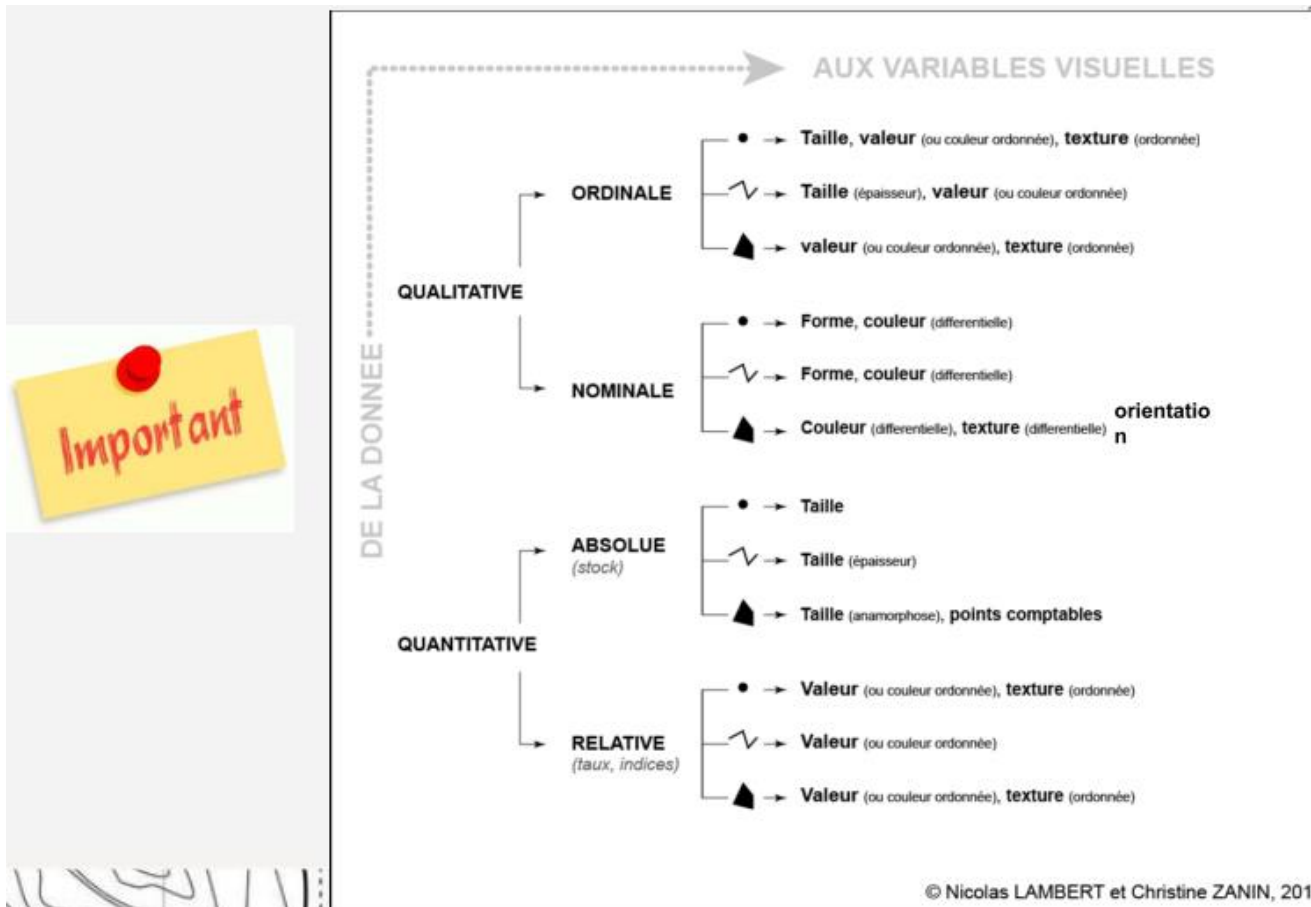 AUX VARIABLES VISUELLES
DE LA DONNEE
Important
QUALITATIVE
ORDINALE
Taille, valeur (ou couleur ordonnée), texture (ordonnée)
Taille (épaisseur), valeur (ou couleur ordonnée)
valeur (ou couleur ordonnée), texture (ordonnée)
NOMINALE
Forme, couleur (differentielle)
Forme, couleur (differentielle)
Couleur (differentielle), texture (differentielle) orientatio
n
QUANTITATIVE
ABSOLUE
(stock)
Taille
Taille (épaisseur)
Taille (anamorphose), points comptables
RELATIVE
(taux, indices)
Valeur (ou couleur ordonnée), texture (ordonnée)
Valeur (ou couleur ordonnée)
Valeur (ou couleur ordonnée), texture (ordonnée)
© Nicolas LAMBERT et Christine ZANIN, 201